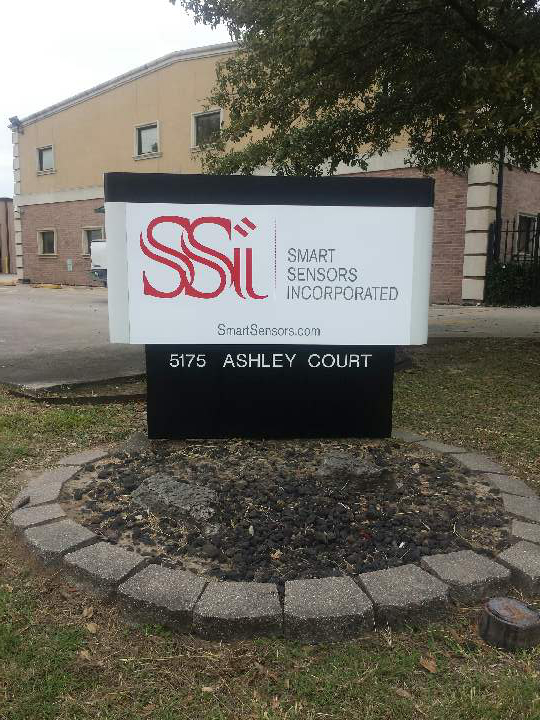 SSi
SMART
SENSORS
INCORPORATED
SmartSensors.com
5175 ASHLEY COURT